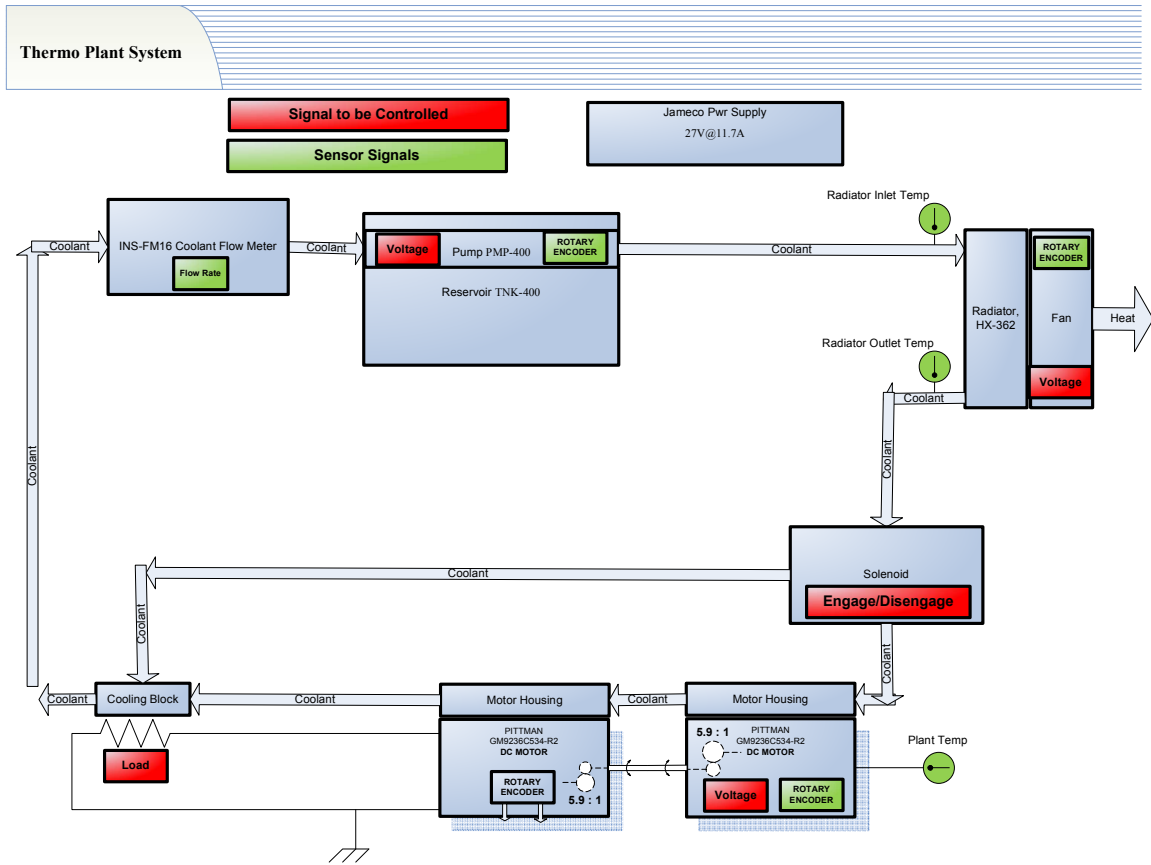 Thermo Plant System
Signal to be Controlled
Sensor Signals
Jameco Pwr Supply
27V@11.7A
Radiator Inlet Temp
Coolant
INS-FM16 Coolant Flow Meter
Flow Rate
Coolant
Voltage
Pump PMP-400
ROTARY
ENCODER
Reservoir TNK-400
Coolant
Radiator,
HX-362
ROTARY
ENCODER
Fan
Voltage
Heat
Radiator Outlet Temp
Coolant
Coolant
Coolant
Solenoid
Engage/Disengage
Coolant
Coolant
Coolant
Coolant
Cooling Block
Coolant
Motor Housing
Coolant
Motor Housing
Load
PITTMAN
GM9236C534-R2
DC MOTOR
ROTARY
ENCODER
5.9 : 1
5.9 : 1
PITTMAN
GM9236C534-R2
DC MOTOR
Voltage
ROTARY
ENCODER
Plant Temp